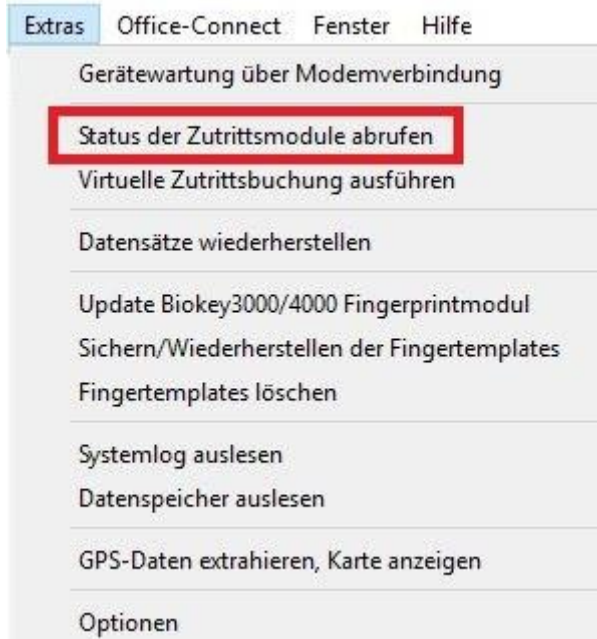 Extras Office-Connect Fenster Hilfe
Gerätewartung über Modemverbindung
Status der Zutrittsmodule abrufen
Virtuelle Zutrittsbuchung ausführen
Datensätze wiederherstellen
Update Biokey3000/4000 Fingerprintmodul
Sichern/Wiederherstellen der Fingertemplates
Fingertemplates löschen
Systemlog auslesen
Datenspeicher auslesen
GPS-Daten extrahieren, Karte anzeigen
Optionen